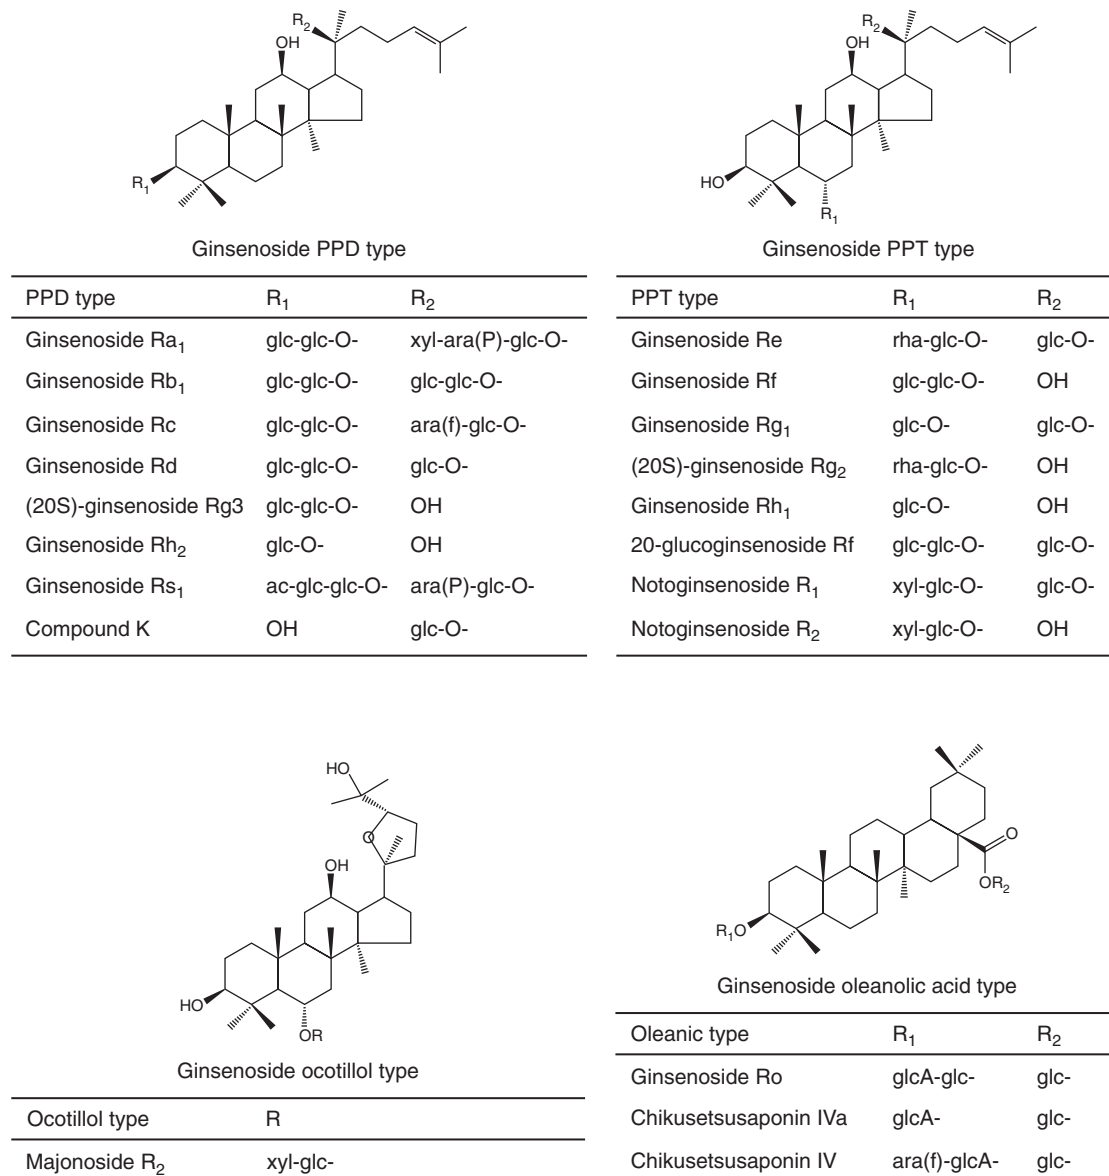 R2
OH
R1
Ginsenoside PPD type
PPD type R1 R2
Ginsenoside Ra1 glc-glc-O- xyl-ara(P)-glc-O-
Ginsenoside Rb1 glc-glc-O- glc-glc-O-
Ginsenoside Rc glc-glc-O- ara(f)-glc-O-
Ginsenoside Rd glc-glc-O- glc-O-
(20S)-ginsenoside Rg3 glc-glc-O- OH
Ginsenoside Rh2 glc-O- OH
Ginsenoside Rs1 ac-glc-glc-O- ara(P)-glc-O-
Compound K OH glc-O-
R2
OH
HO
R1
Ginsenoside PPT type
PPT type R1 R2
Ginsenoside Re rha-glc-O- glc-O-
Ginsenoside Rf glc-glc-O- OH
Ginsenoside Rg1 glc-O- glc-O-
(20S)-ginsenoside Rg2 rha-glc-O- OH
Ginsenoside Rh1 glc-O- OH
20-glucoginsenoside Rf glc-glc-O- glc-O-
Notoginsenoside R1 xyl-glc-O- glc-O-
Notoginsenoside R2 xyl-glc-O- OH
HO
O
OH
HO
OR
Ginsenoside ocotillol type
Ocotillol type R
Majonoside R2 xyl-glc-
O
OR2
R1O
Ginsenoside oleanolic acid type
Oleanic type R1 R2
Ginsenoside Ro glcA-glc- glc-
Chikusetsusaponin IVa glcA- glc-
Chikusetsusaponin IV ara(f)-glcA- glc-